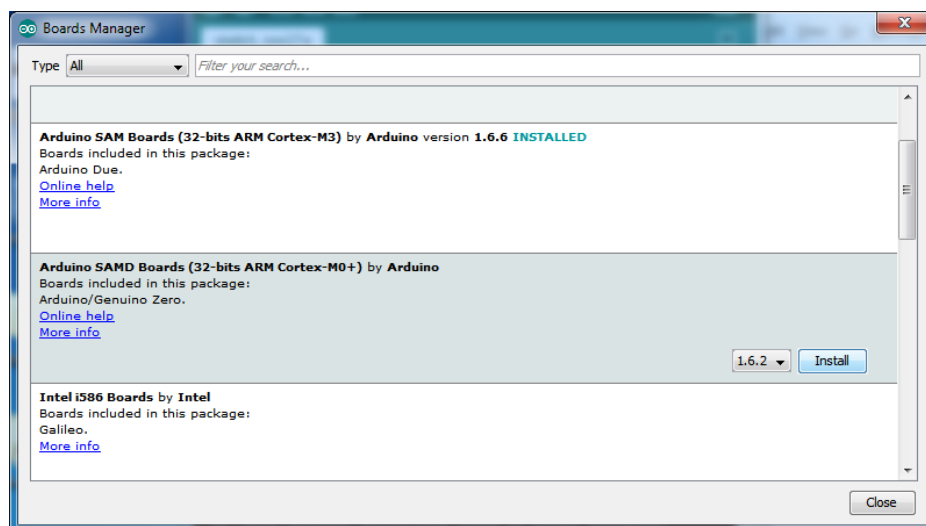 Boards Manager
Type All Filter your search...
Arduino SAM Boards (32-bits ARM Cortex-M3) by Arduino version 1.6.6 INSTALLED
Boards included in this package:
Arduino Due.
Online help
More info
Arduino SAMD Boards (32-bits ARM Cortex-M0+) by Arduino
Boards included in this package:
Arduino/Genuino Zero.
Online help
More info
1.6.2 Install
Intel i586 Boards by Intel
Boards included in this package:
Galileo.
More info
Close